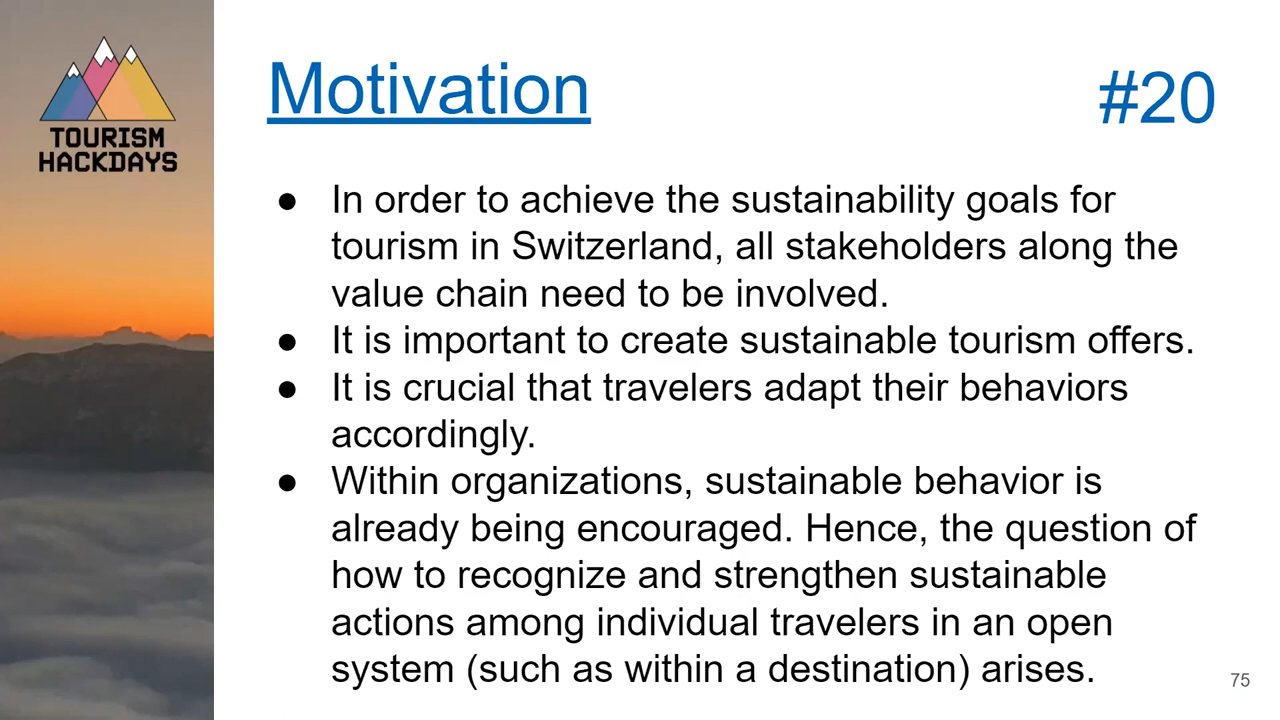 TOURISM
HACKDAYS
Motivation
#20
● In order to achieve the sustainability goals for
tourism in Switzerland, all stakeholders along the
value chain need to be involved.
● It is important to create sustainable tourism offers.
● It is crucial that travelers adapt their behaviors
accordingly.
● Within organizations, sustainable behavior is
already being encouraged. Hence, the question of
how to recognize and strengthen sustainable
actions among individual travelers in an open
system (such as within a destination) arises.
75